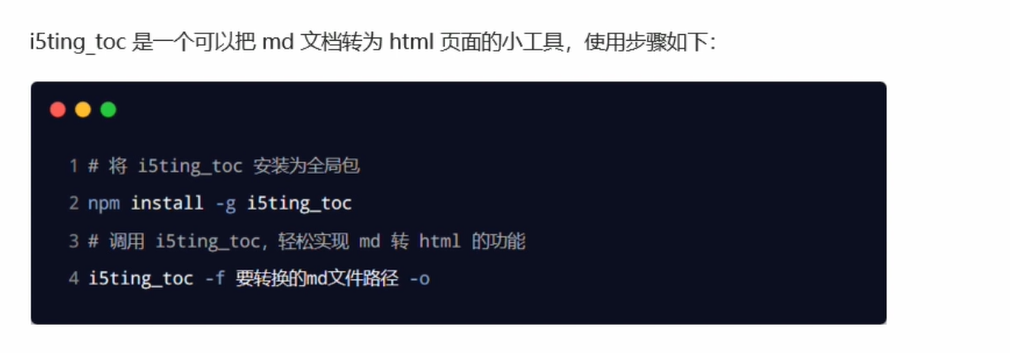 i5ting_toc 是一个可以把 md 文档转为 html 页面的小工具，使用步骤如下：
1 # 将 i5ting_toc 安装为全局包
2 npm install -g i5ting_toc
3 # 调用 i5ting_toc，轻松实现 md 转 html 的功能
4 i5ting_toc -f 要转换的md文件路径 -o